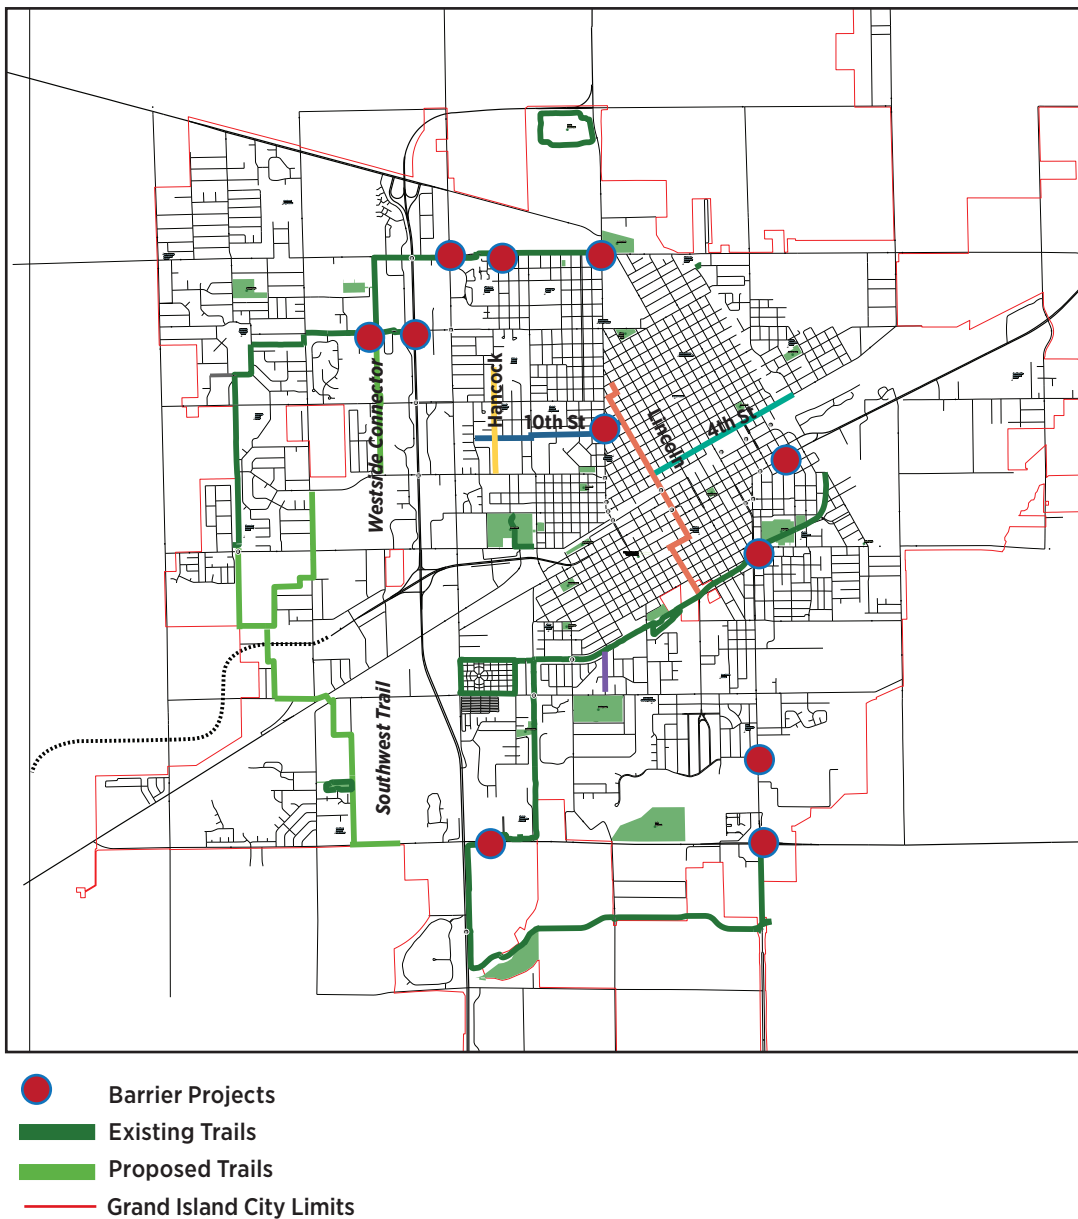 Hancock
10th St
Lincoln
4th St
Westside Connector
Southwest Trail
Barrier Projects
Existing Trails
Proposed Trails
Grand Island City Limits